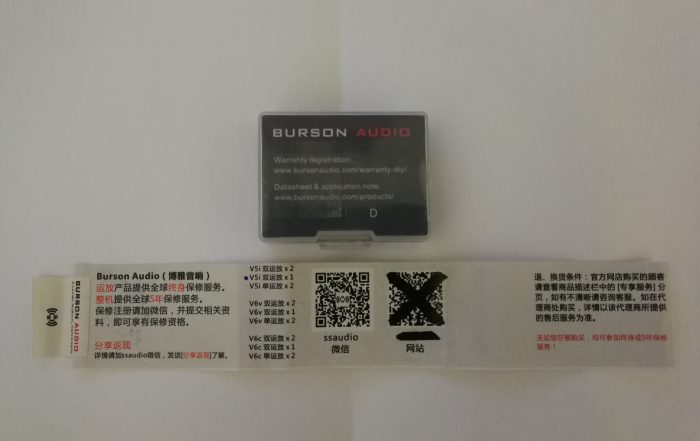 BURSON AUDIO
Warranty registration:
www.bursonaudio.com/warranty-diy/
Datasheet & application note:
www.bursonaudio.com/products/
D
BURSON AUDIO
Burson Audio ( 博雅音响 )
运放产品提供全球终身保修服务。
整机提供全球5年保修服务。
保修注册请加微信，并提交相关资
料，即可享有保修资格。
分享返现
详情请加ssaudio微信，发送[分享返现]了解。
V5i 双运放 x 2
V5i 双运放 x 1
V5i 单运放 x 2
V6v 双运放 x 2
V6v 双运放 x 1
V6v 单运放 x 2
V6c 双运放 x 2
V6c 双运放 x 1
V6c 单运放 x 2
ssaudio
微信
网站
退、换货条件：官方网店购买的顾客
请查看商品描述栏中的 [专享服务] 分
页，如有不清晰请咨询客服。如在代
理商处购买，详情以该代理商所提供
的售后服务为准。
无论您在哪购买，均可参加终身或5年保修
服务！